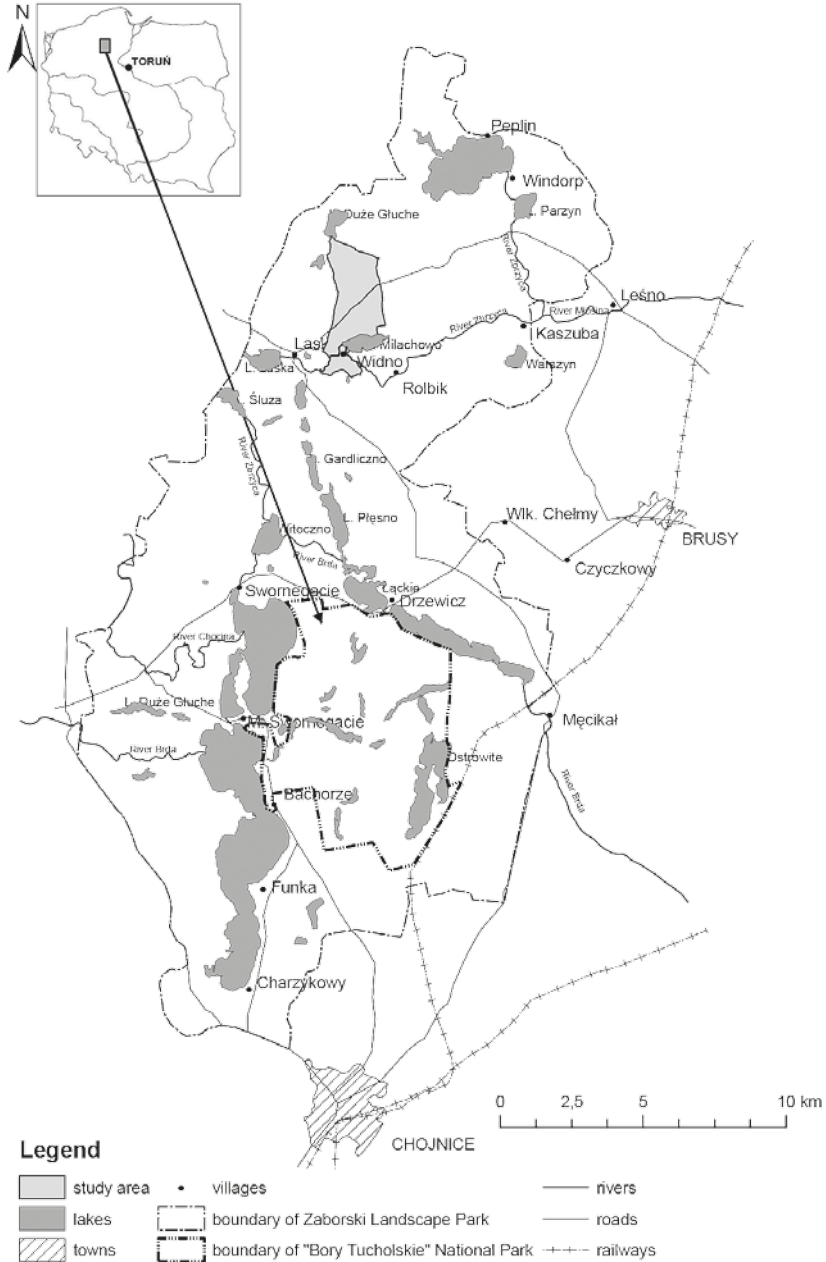 N
TORUŃ
Peplin
Windorp
L. Parzyn
Duże Głuche
River Zbrzyca
Leśno
River Młosina
River Zbrzyca
Kaszuba
Milachowo
Widno
Warszyn
L. Laska
Rolbik
L. Śluza
L. Gardliczno
River Zbrzyca
L. Płęsno
Wlk. Chełmy
BRUSY
Witoczno
River Brda
Czyczkowy
Swornegacie
Łąckie
Drzewicz
River Chocina
L. Duże Głuche
M. Swornegacie
Męcikał
River Brda
Ostrowite
River Brda
Bachorze
Funka
Charzykowy
0 2,5 5 10 km
CHOJNICE
Legend
study area
villages
rivers
lakes
boundary of Zaborski Landscape Park
roads
towns
boundary of "Bory Tucholskie" National Park
railways